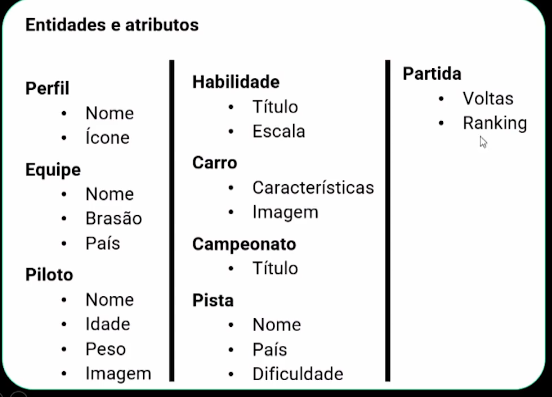 Entidades e atributos
Perfil
• Nome
• Ícone
Equipe
• Nome
• Brasão
• País
Piloto
• Nome
• Idade
• Peso
• Imagem
Habilidade
• Título
• Escala
Carro
• Características
• Imagem
Campeonato
• Título
Pista
• Nome
• País
• Dificuldade
Partida
• Voltas
• Ranking